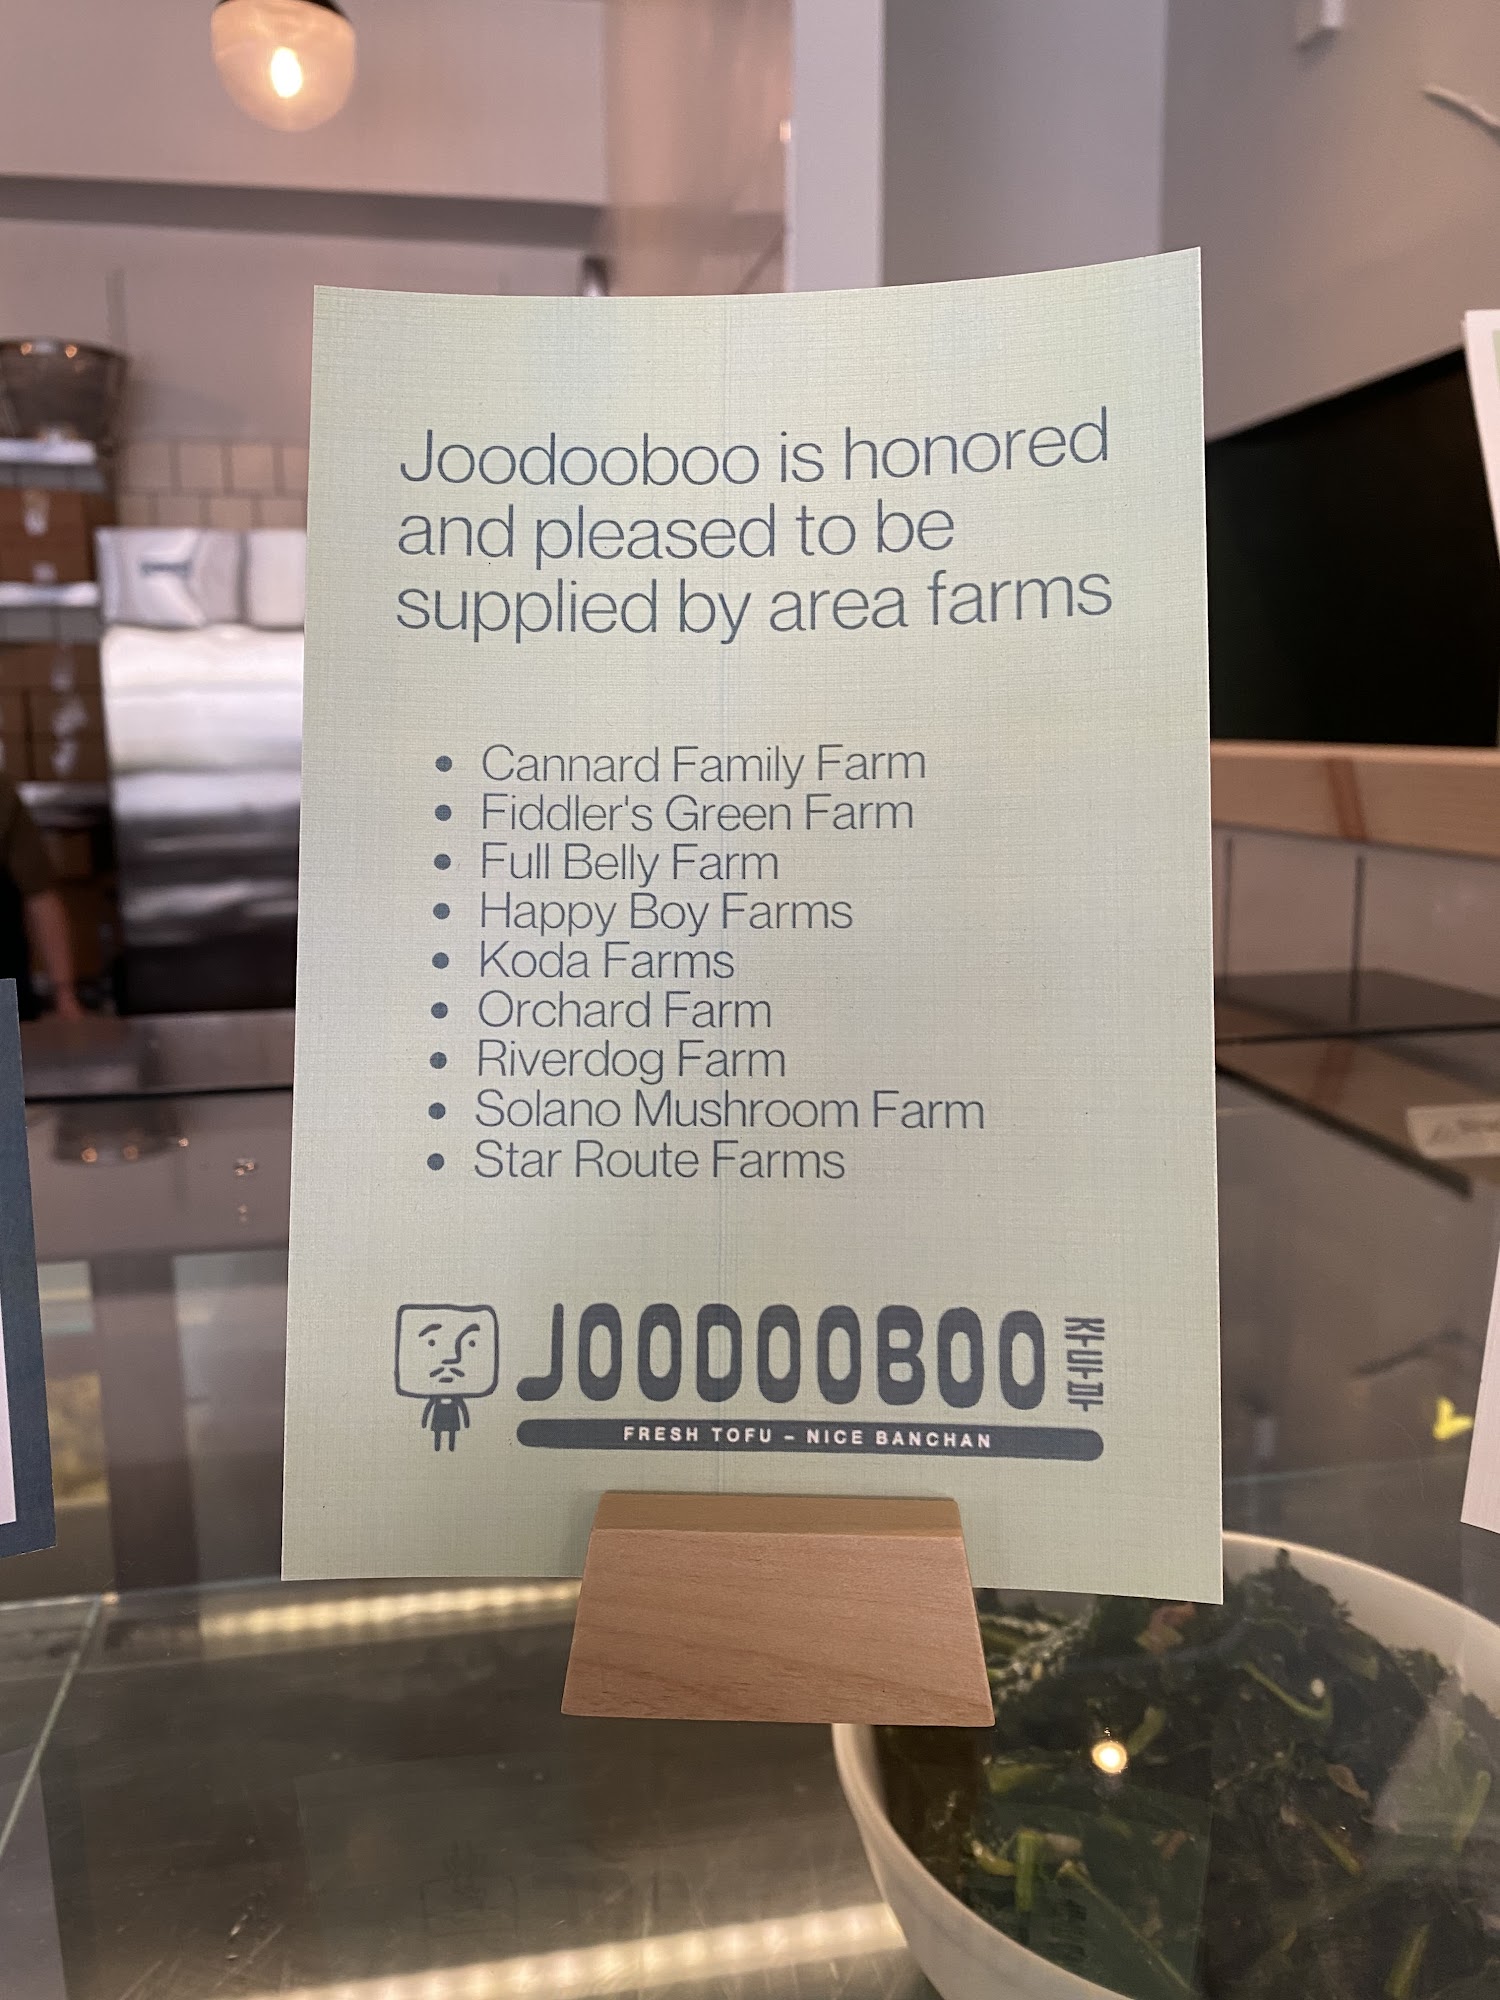 Joodooboo is honored
and pleased to be
supplied by area farms
• Cannard Family Farm
• Fiddler's Green Farm
• Full Belly Farm
• Happy Boy Farms
• Koda Farms
• Orchard Farm
• Riverdog Farm
• Solano Mushroom Farm
• Star Route Farms
JOODOOBOO
주두부
FRESH TOFU – NICE BANCHAN